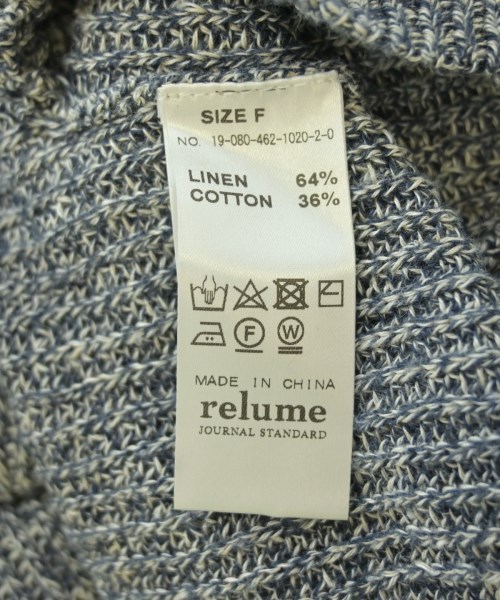 SIZE F
NO. 19-080-462-1020-2-0
LINEN 64%
COTTON 36%
F W
MADE IN CHINA
relume
JOURNAL STANDARD